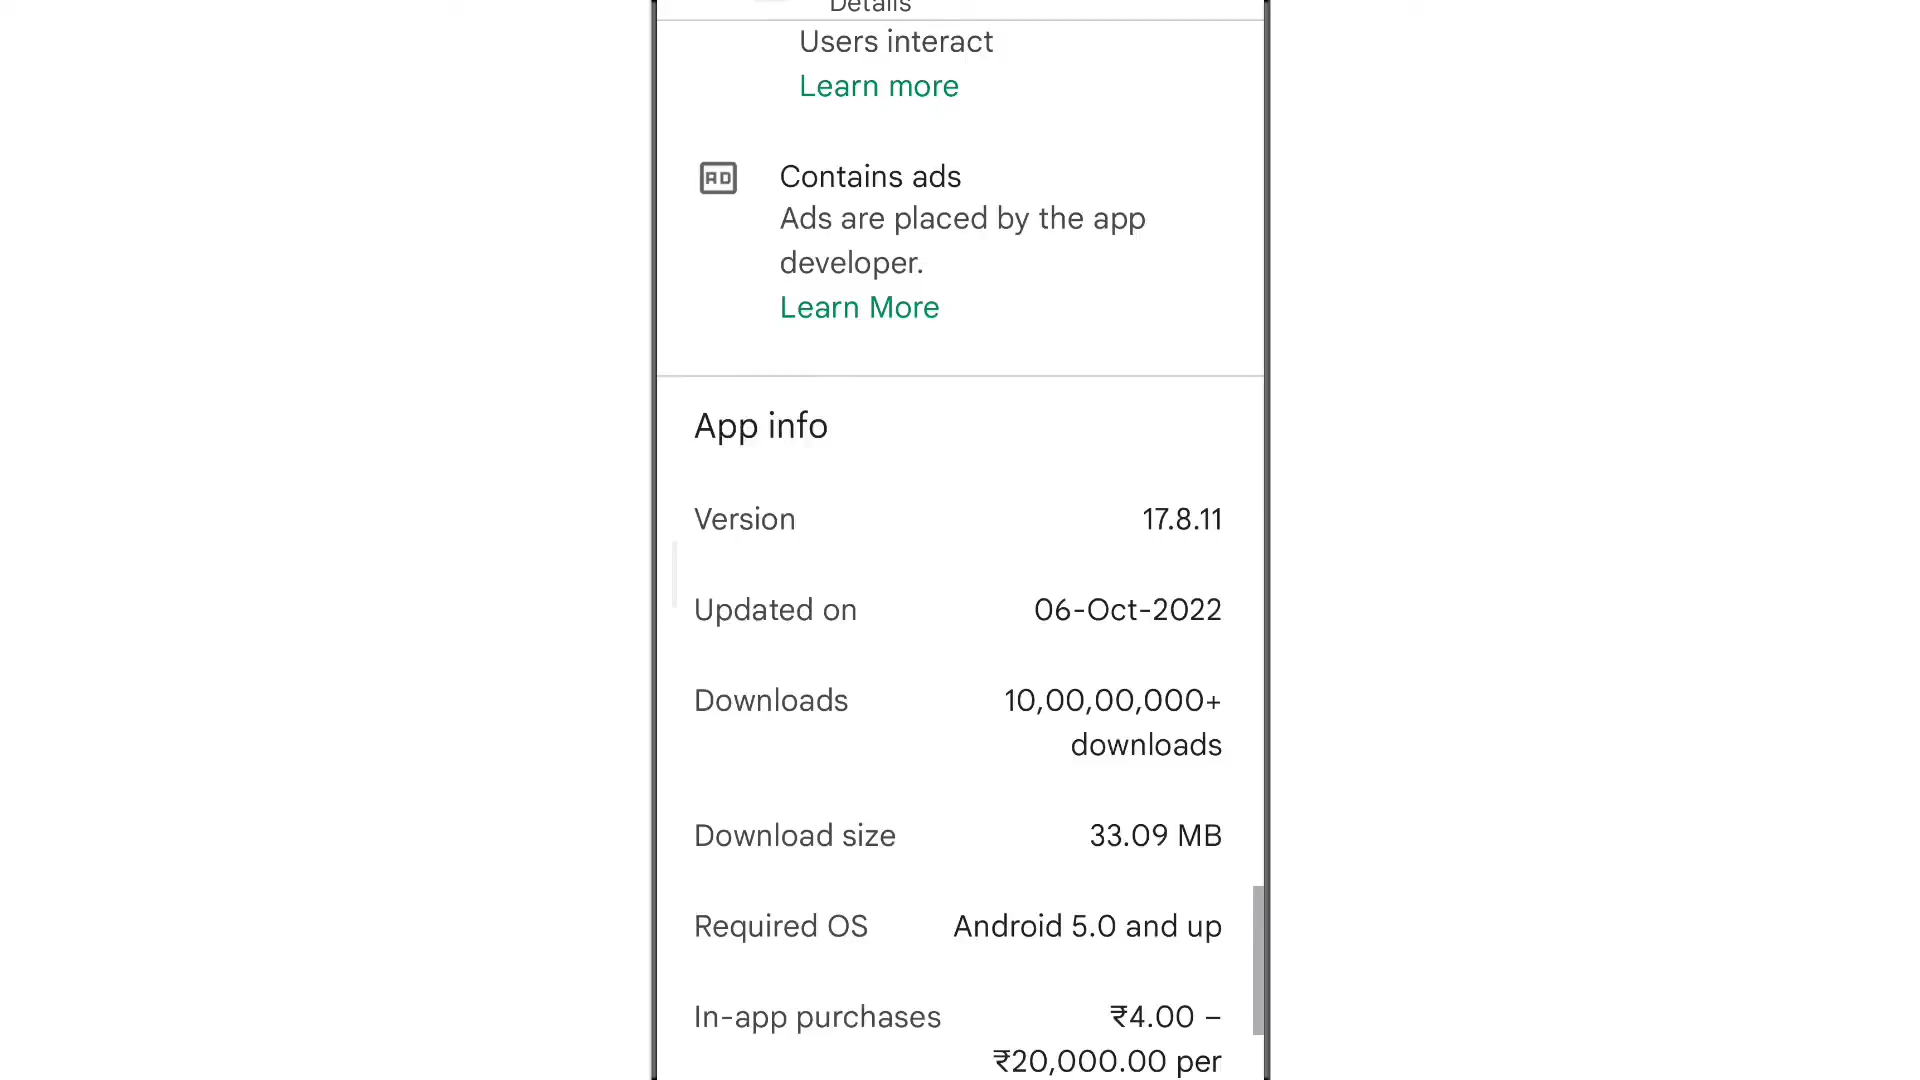 Details
Users interact
Learn more
AD
Contains ads
Ads are placed by the app
developer.
Learn More
App info
Version 17.8.11
Updated on 06-Oct-2022
Downloads 10,00,00,000+
downloads
Download size 33.09 MB
Required OS Android 5.0 and up
In-app purchases ₹4.00 –
₹20,000.00 per